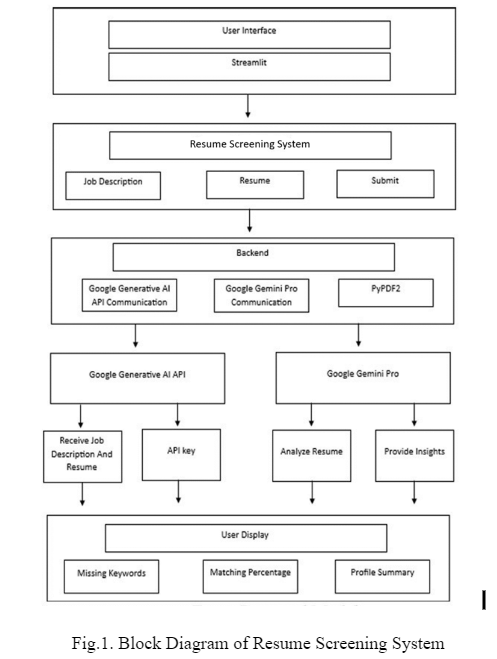 User Interface
Streamlit
Resume Screening System
Job Description
Resume
Submit
Backend
Google Generative AI
API Communication
Google Gemini Pro
Communication
PyPDF2
Google Generative AI API
Google Gemini Pro
Receive Job
Description And
Resume
API key
Analyze Resume
Provide Insights
User Display
Missing Keywords
Matching Percentage
Profile Summary
Fig.1. Block Diagram of Resume Screening System